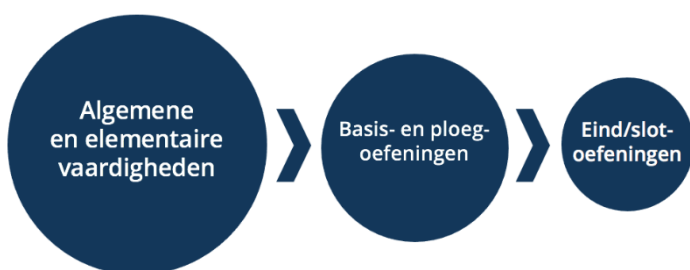 Algemene
en elementaire
vaardigheden
Basis- en ploeg-
oefeningen
Eind/slot-
oefeningen